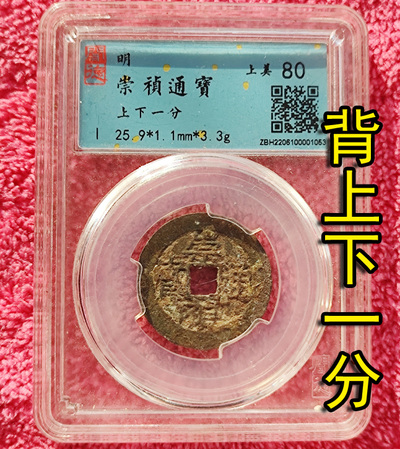 明
崇禎通寶
上美 80
上下一分
25.9*1.1mm*3.3g
ZBH2206100001063
背上下一分